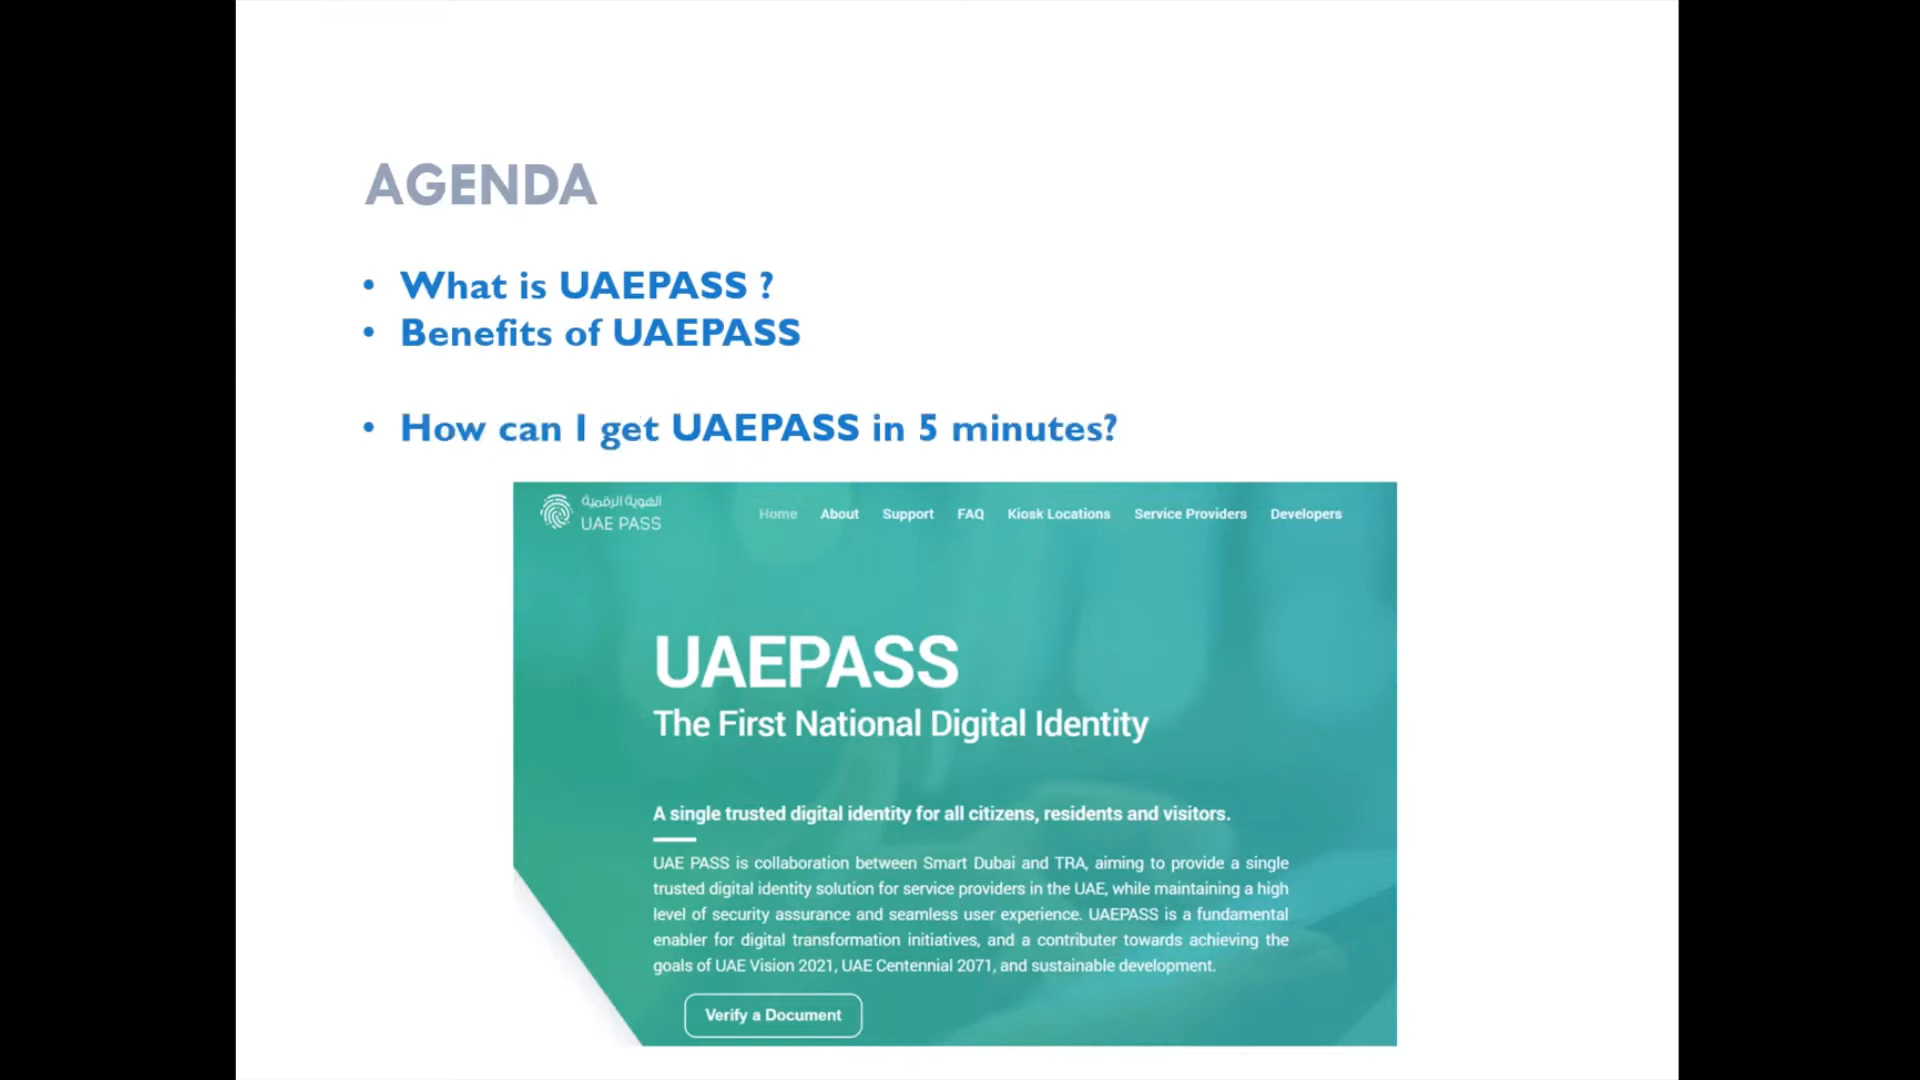 AGENDA
• What is UAEPASS ?
• Benefits of UAEPASS
• How can I get UAEPASS in 5 minutes?
الهوية الرقمية
UAE PASS
Home About Support FAQ Kiosk Locations Service Providers Developers
UAEPASS
The First National Digital Identity
A single trusted digital identity for all citizens, residents and visitors.
UAE PASS is collaboration between Smart Dubai and TRA, aiming to provide a single
trusted digital identity solution for service providers in the UAE, while maintaining a high
level of security assurance and seamless user experience. UAEPASS is a fundamental
enabler for digital transformation initiatives, and a contributer towards achieving the
goals of UAE Vision 2021, UAE Centennial 2071, and sustainable development.
Verify a Document